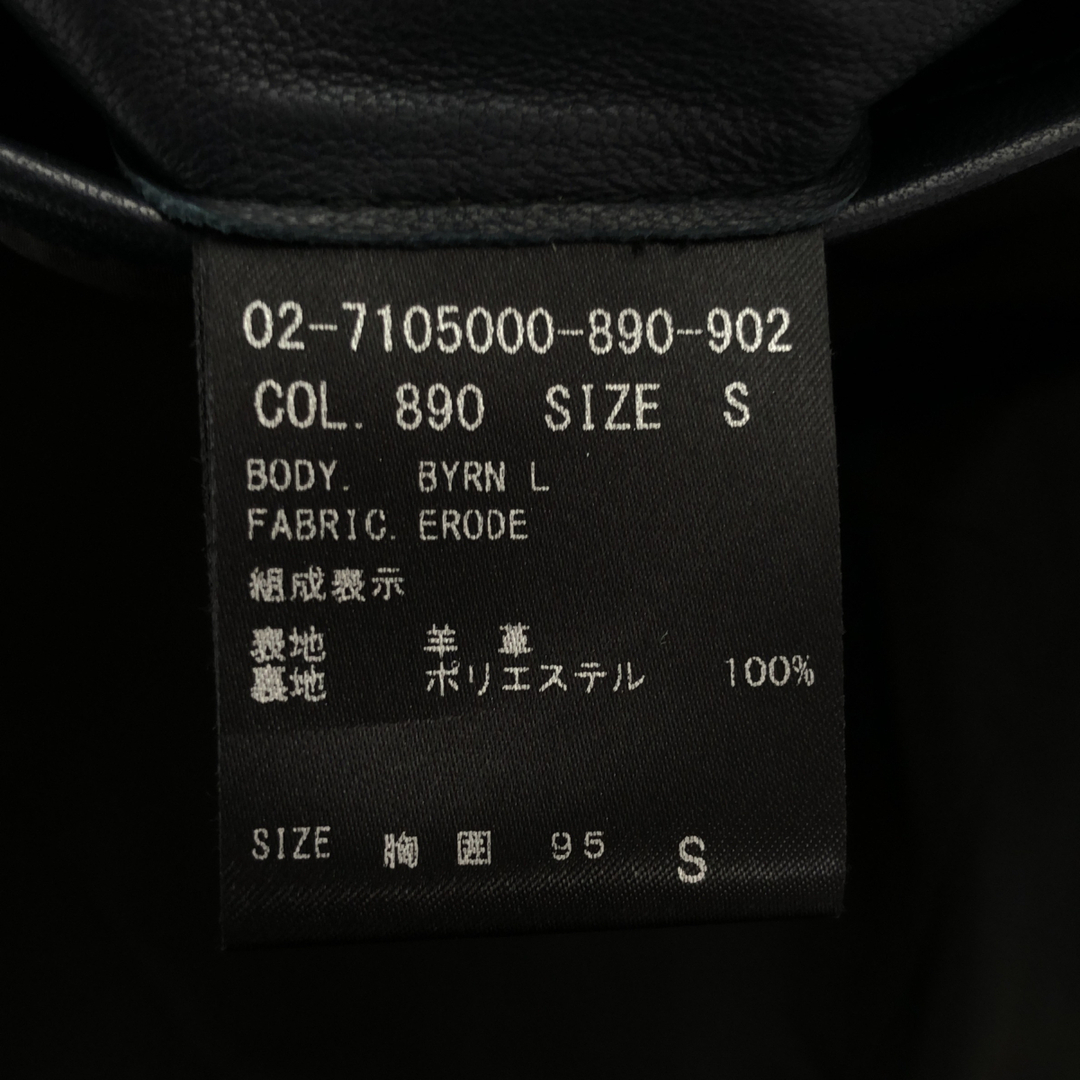 02-7105000-890-902
COL. 890 SIZE S
BODY. BYRN L
FABRIC. ERODE
組成表示
表地 羊革
裏地 ポリエステル 100%
SIZE 胸囲 95 S